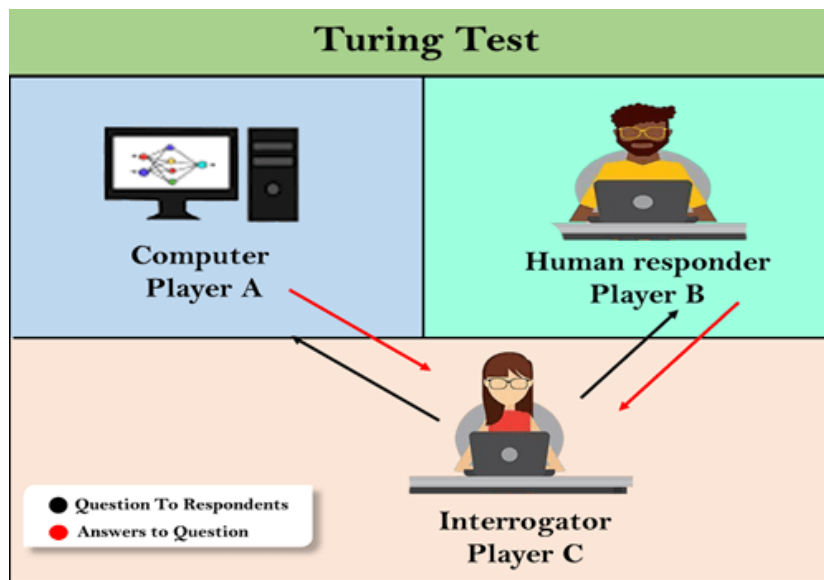 Turing Test
Computer
Player A
Human responder
Player B
Question To Respondents
Answers to Question
Interrogator
Player C